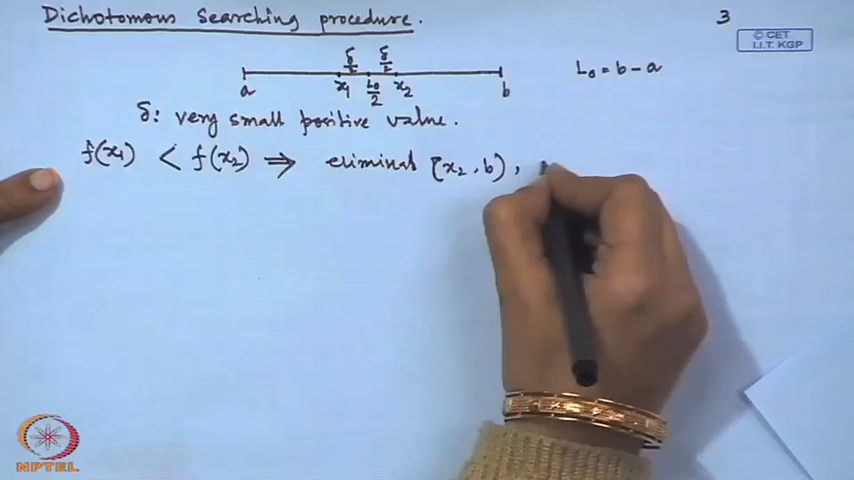 Dichotomous Searching procedure.
3
© CET
I.I.T. KGP
δ/2 δ/2
a x₁ L₀/2 x₂ b
L₀ = b - a
δ: very small positive value.
f(x₁) < f(x₂) ⇒ eliminat [x₂, b),
NPTEL